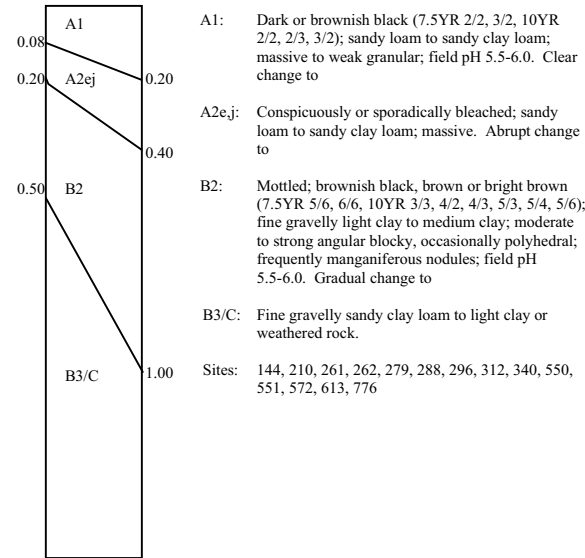 A1
0.08
0.20
A2ej
0.20
0.40
0.50
B2
B3/C
1.00
A1: Dark or brownish black (7.5YR 2/2, 3/2, 10YR
2/2, 2/3, 3/2); sandy loam to sandy clay loam;
massive to weak granular; field pH 5.5-6.0. Clear
change to
A2e,j: Conspicuously or sporadically bleached; sandy
loam to sandy clay loam; massive. Abrupt change
to
B2: Mottled; brownish black, brown or bright brown
(7.5YR 5/6, 6/6, 10YR 3/3, 4/2, 4/3, 5/3, 5/4, 5/6);
fine gravelly light clay to medium clay; moderate
to strong angular blocky, occasionally polyhedral;
frequently manganiferous nodules; field pH
5.5-6.0. Gradual change to
B3/C: Fine gravelly sandy clay loam to light clay or
weathered rock.
Sites: 144, 210, 261, 262, 279, 288, 296, 312, 340, 550,
551, 572, 613, 776